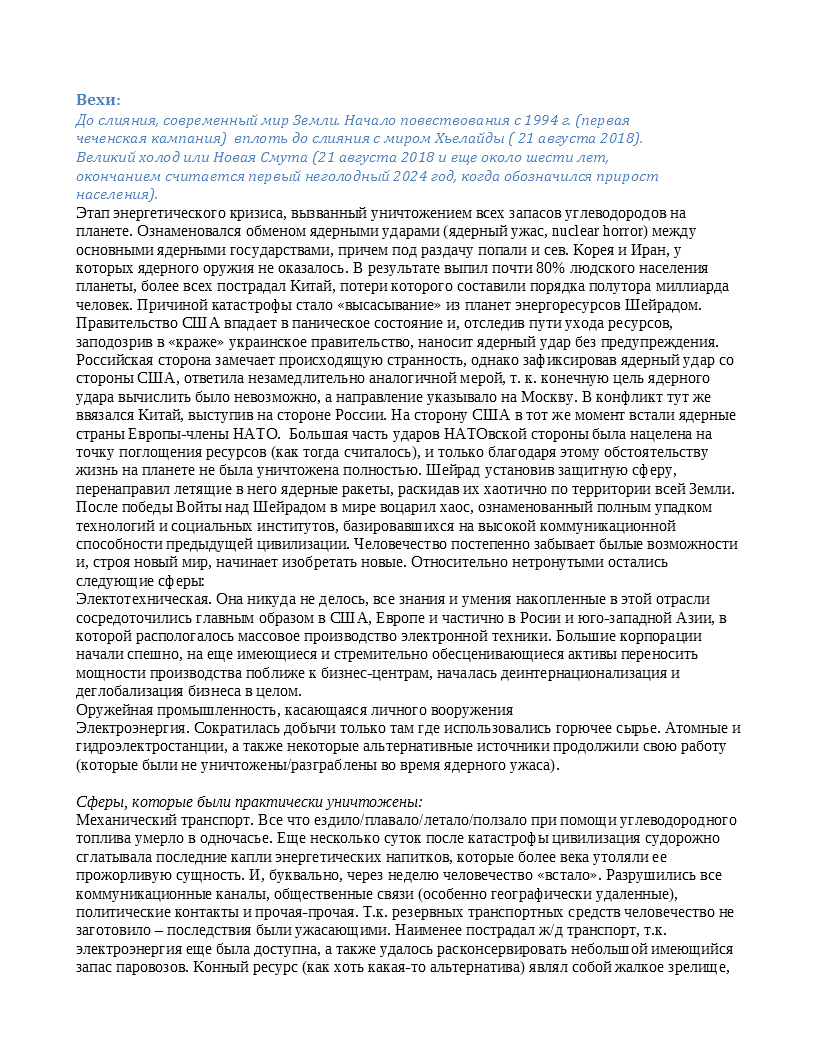 Вехи:
До слияния, современный мир Земли. Начало повествования с 1994 г. (первая
чеченская кампания)  вплоть до слияния с миром Хьелайды ( 21 августа 2018).
Великий холод или Новая Смута (21 августа 2018 и еще около шести лет,
окончанием считается первый неголодный 2024 год, когда обозначился прирост
населения).
Этап энергетического кризиса, вызванный уничтожением всех запасов углеводородов на
планете. Ознаменовался обменом ядерными ударами (ядерный ужас, nuclear horror) между
основными ядерными государствами, причем под раздачу попали и сев. Корея и Иран, у
которых ядерного оружия не оказалось. В результате выпил почти 80% людского населения
планеты, более всех пострадал Китай, потери которого составили порядка полутора миллиарда
человек. Причиной катастрофы стало «высасывание» из планет энергоресурсов Шейрадом.
Правительство США впадает в паническое состояние и, отследив пути ухода ресурсов,
заподозрив в «краже» украинское правительство, наносит ядерный удар без предупреждения.
Российская сторона замечает происходящую странность, однако зафиксировав ядерный удар со
стороны США, ответила незамедлительно аналогичной мерой, т. к. конечную цель ядерного
удара вычислить было невозможно, а направление указывало на Москву. В конфликт тут же
ввязался Китай, выступив на стороне России. На сторону США в тот же момент встали ядерные
страны Европы-члены НАТО.  Большая часть ударов НАТОвской стороны была нацелена на
точку поглощения ресурсов (как тогда считалось), и только благодаря этому обстоятельству
жизнь на планете не была уничтожена полностью. Шейрад установив защитную сферу,
перенаправил летящие в него ядерные ракеты, раскидав их хаотично по территории всей Земли.
После победы Войты над Шейрадом в мире воцарил хаос, ознаменованный полным упадком
технологий и социальных институтов, базировавшихся на высокой коммуникационной
способности предыдущей цивилизации. Человечество постепенно забывает былые возможности
и, строя новый мир, начинает изобретать новые. Относительно нетронутыми остались
следующие сферы:
Электотехническая. Она никуда не делось, все знания и умения накопленные в этой отрасли
сосредоточились главным образом в США, Европе и частично в Росии и юго-западной Азии, в
которой распологалось массовое производство электронной техники. Большие корпорации
начали спешно, на еще имеющиеся и стремительно обесценивающиеся активы переносить
мощности производства поближе к бизнес-центрам, началась деинтернационализация и
деглобализация бизнеса в целом.
Оружейная промышленность, касающаяся личного вооружения
Электроэнергия. Сократилась добычи только там где использовались горючее сырье. Атомные и
гидроэлектростанции, а также некоторые альтернативные источники продолжили свою работу
(которые были не уничтожены/разграблены во время ядерного ужаса).
Сферы, которые были практически уничтожены:
Механический транспорт. Все что ездило/плавало/летало/ползало при помощи углеводородного
топлива умерло в одночасье. Еще несколько суток после катастрофы цивилизация судорожно
сглатывала последние капли энергетических напитков, которые более века утоляли ее
прожорливую сущность. И, буквально, через неделю человечество «встало». Разрушились все
коммуникационные каналы, общественные связи (особенно географически удаленные),
политические контакты и прочая-прочая. Т.к. резервных транспортных средств человечество не
заготовило – последствия были ужасающими. Наименее пострадал ж/д транспорт, т.к.
электроэнергия еще была доступна, а также удалось расконсервировать небольшой имеющийся
запас паровозов. Конный ресурс (как хоть какая-то альтернатива) являл собой жалкое зрелище,